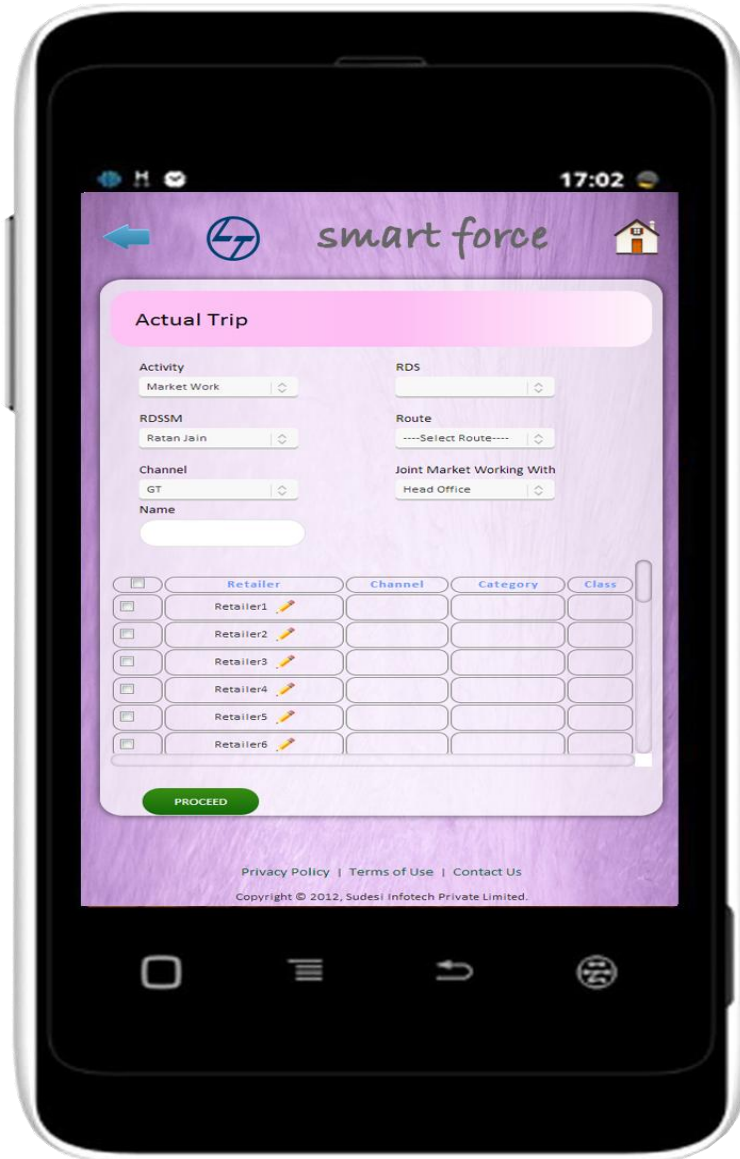 17:02
LT smart force
Actual Trip
Activity RDS
Market Work
RDSSM Route
Ratan Jain ----Select Route----
Channel Joint Market Working With
GT Head Office
Name
Retailer Channel Category Class
Retailer1
Retailer2
Retailer3
Retailer4
Retailer5
Retailer6
PROCEED
Privacy Policy | Terms of Use | Contact Us
Copyright © 2012, Sudesi Infotech Private Limited.